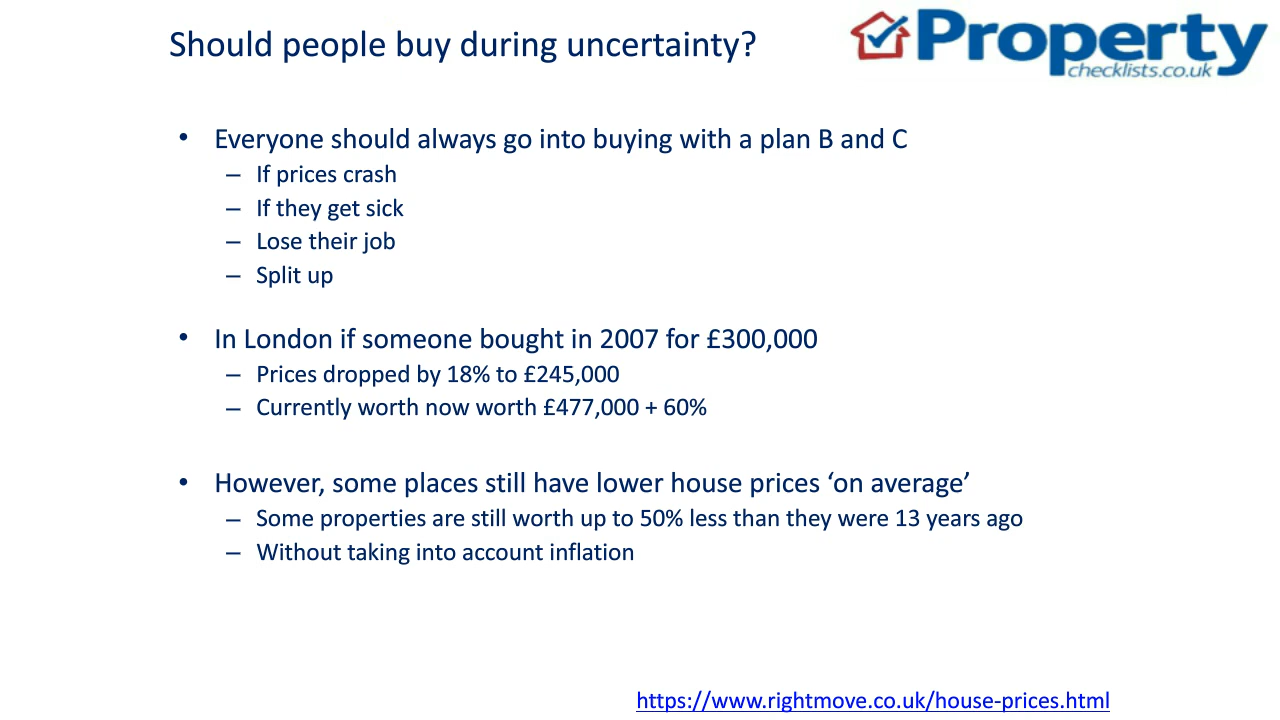 Should people buy during uncertainty?
Property
checklists.co.uk
• Everyone should always go into buying with a plan B and C
– If prices crash
– If they get sick
– Lose their job
– Split up
• In London if someone bought in 2007 for £300,000
– Prices dropped by 18% to £245,000
– Currently worth now worth £477,000 + 60%
• However, some places still have lower house prices ‘on average’
– Some properties are still worth up to 50% less than they were 13 years ago
– Without taking into account inflation
https://www.rightmove.co.uk/house-prices.html